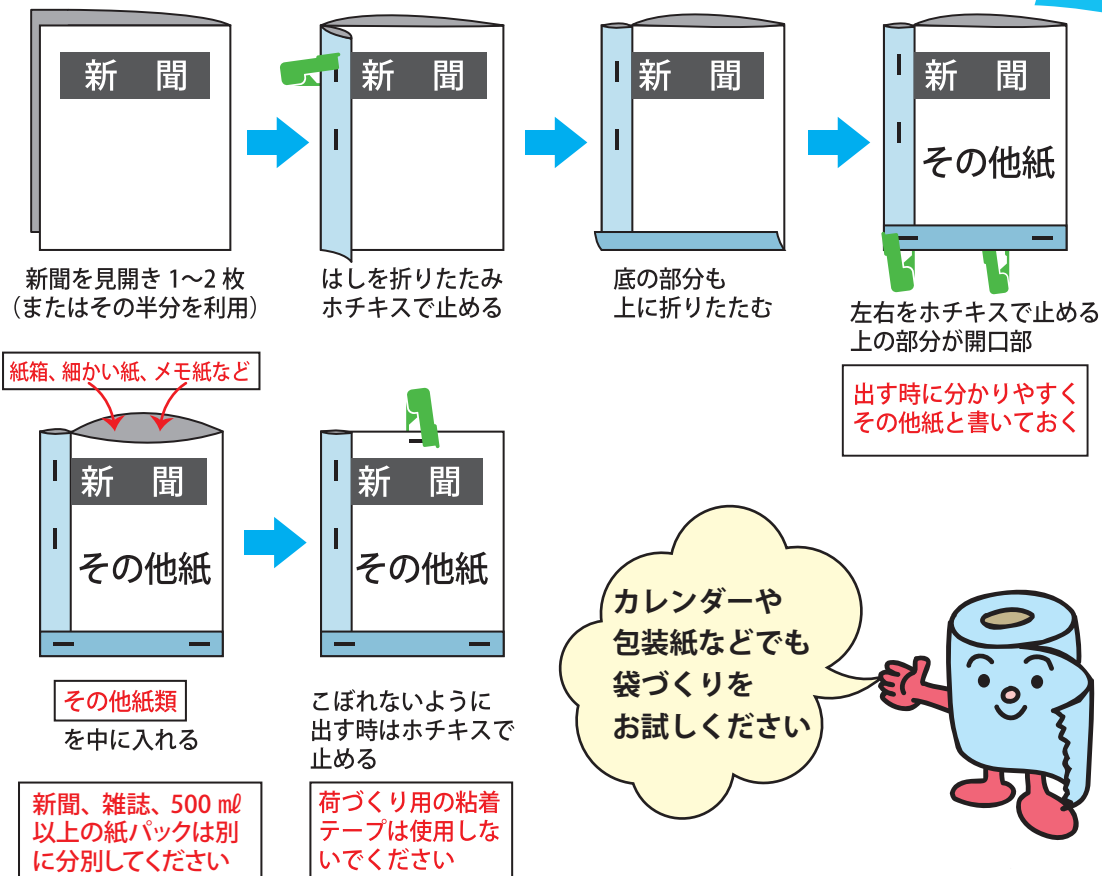 新聞
新聞を見開き 1〜2 枚
（またはその半分を利用）
新聞
はしを折りたたみ
ホチキスで止める
新聞
底の部分も
上に折りたたむ
新聞
その他紙
左右をホチキスで止める
上の部分が開口部
出す時に分かりやすく
その他紙と書いておく
紙箱、細かい紙、メモ紙など
新聞
その他紙
その他紙類
を中に入れる
新聞、雑誌、500 ㎖
以上の紙パックは別
に分別してください
新聞
その他紙
こぼれないように
出す時はホチキスで
止める
荷づくり用の粘着
テープは使用しな
いでください
カレンダーや
包装紙などでも
袋づくりを
お試しください